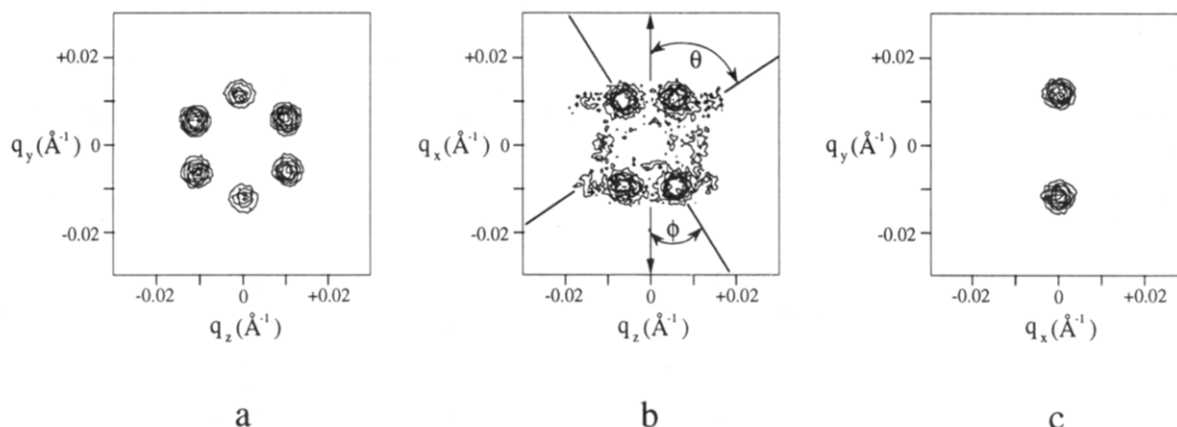 +0.02
0
-0.02
q_y (Å⁻¹)
-0.02 0 +0.02
q_z (Å⁻¹)
a
+0.02
0
-0.02
q_x (Å⁻¹)
θ
ϕ
-0.02 0 +0.02
q_z (Å⁻¹)
b
+0.02
0
-0.02
q_y (Å⁻¹)
-0.02 0 +0.02
q_x (Å⁻¹)
c